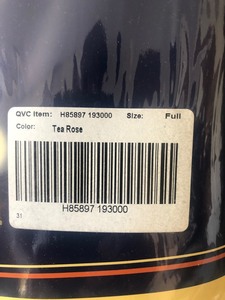 QVC Item: H85897 193000 Size: Full
Color: Tea Rose
H85897 193000
31